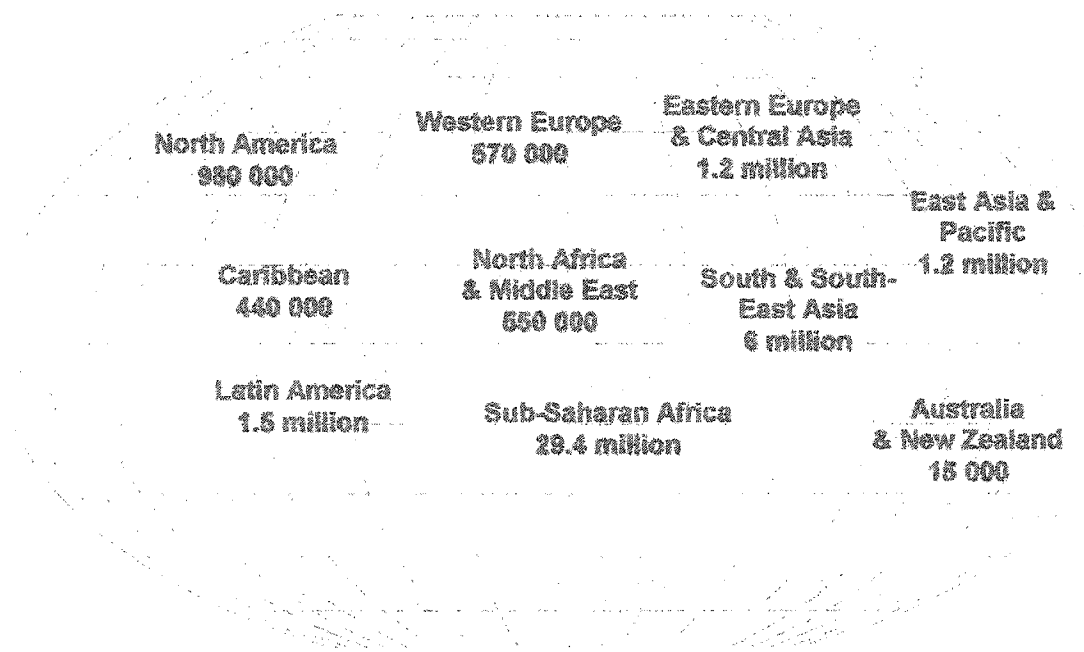 North America
980 000
Western Europe
570 000
Eastern Europe
& Central Asia
1.2 million
East Asia &
Pacific
1.2 million
Caribbean
440 000
North Africa
& Middle East
550 000
South & South-
East Asia
6 million
Latin America
1.5 million
Sub-Saharan Africa
29.4 million
Australia
& New Zealand
15 000